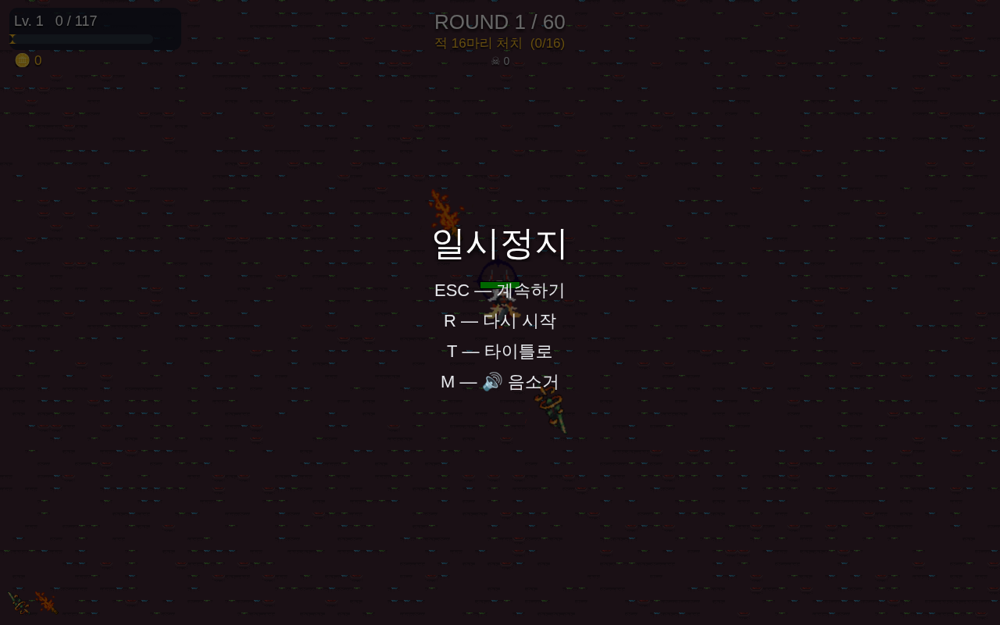 Lv. 1   0 / 117
🪙 0
ROUND 1 / 60
적 16마리 처치  (0/16)
☠ 0
일시정지
ESC — 계속하기
R — 다시 시작
T — 타이틀로
M — 🔊 음소거